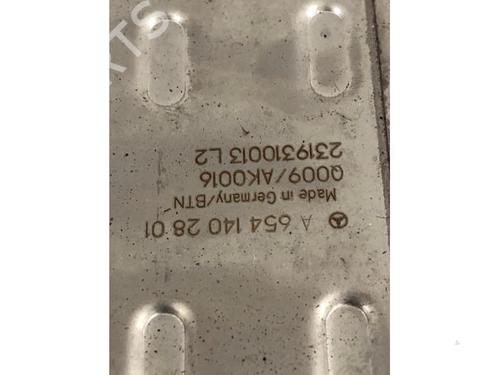 A 654 140 28 01
Made in Germany/BTN
Q009/AK0016
2319310013 L2